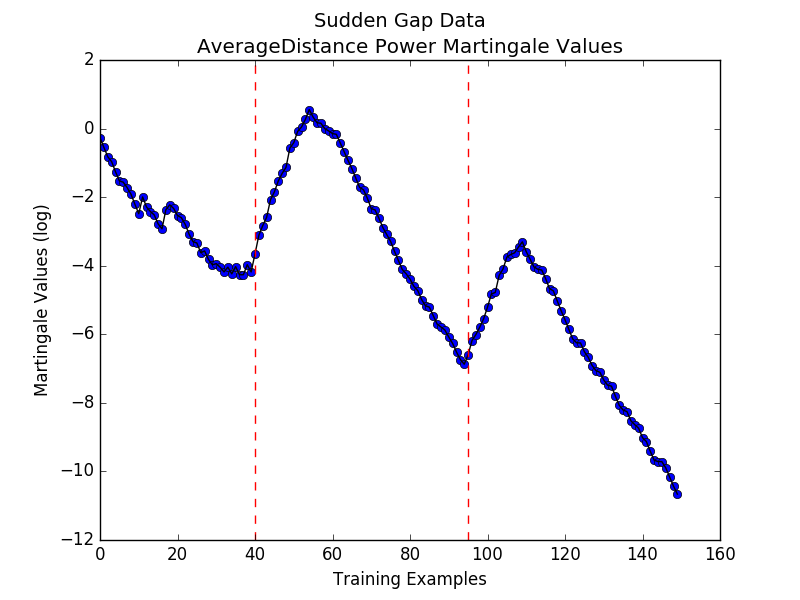 Sudden Gap Data
AverageDistance Power Martingale Values
2
0
−2
−4
−6
−8
−10
−12
Martingale Values (log)
0 20 40 60 80 100 120 140 160
Training Examples